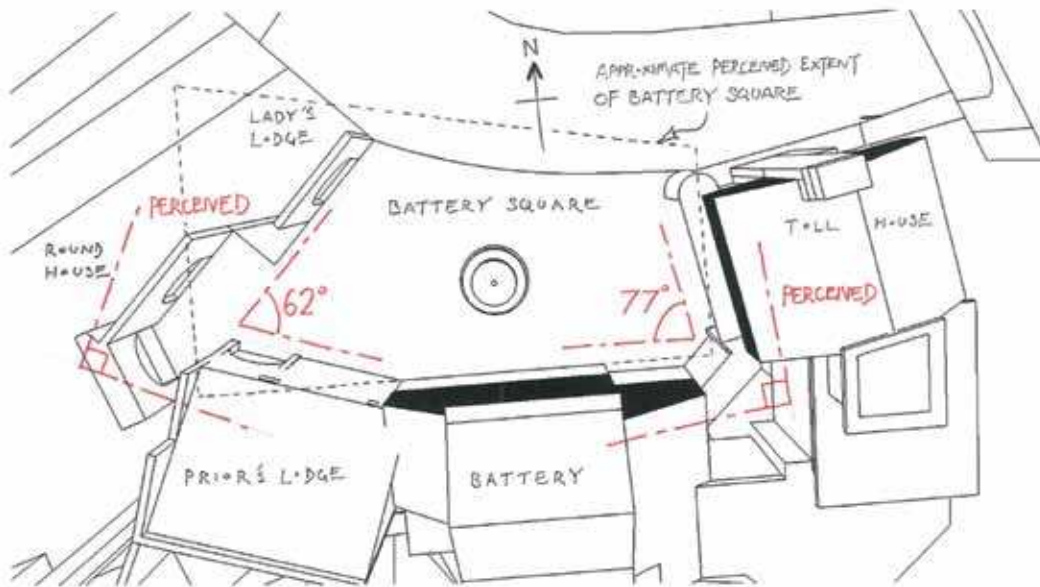 N
APPROXIMATE PERCEIVED EXTENT
OF BATTERY SQUARE
LADY'S
LODGE
PERCEIVED
BATTERY SQUARE
ROUND
HOUSE
TOLL HOUSE
62°
77°
PERCEIVED
PRIOR'S LODGE
BATTERY